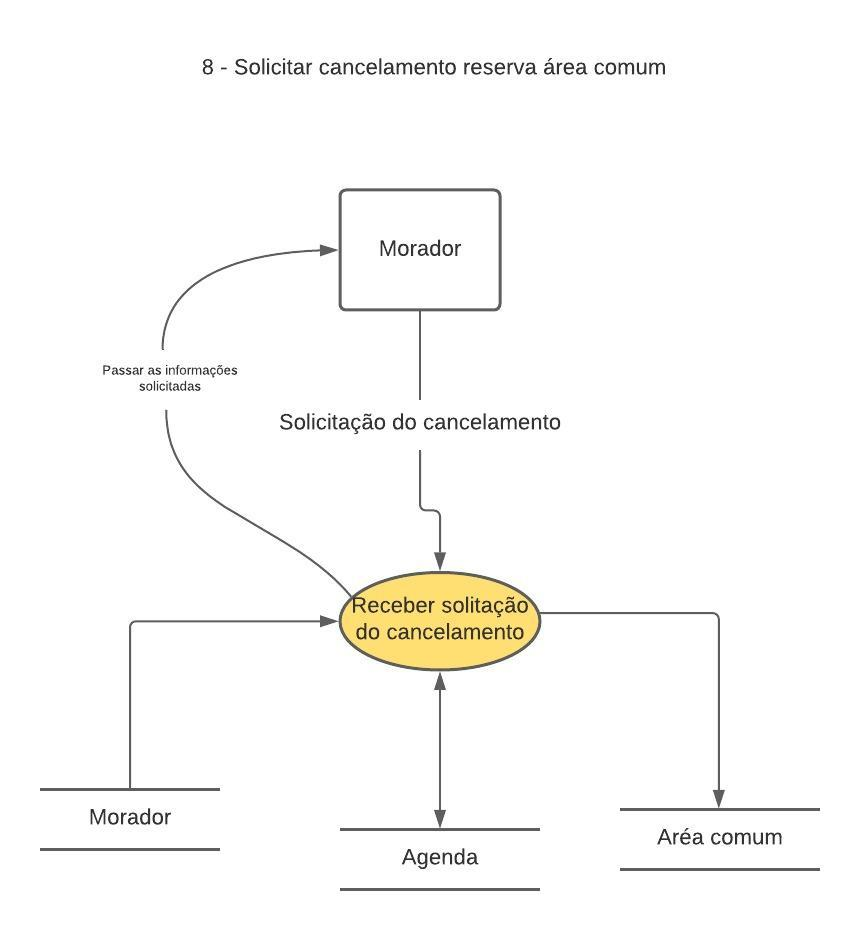 8 - Solicitar cancelamento reserva área comum
Morador
Passar as informações
solicitadas
Solicitação do cancelamento
Receber solitação
do cancelamento
Morador
Agenda
Aréa comum